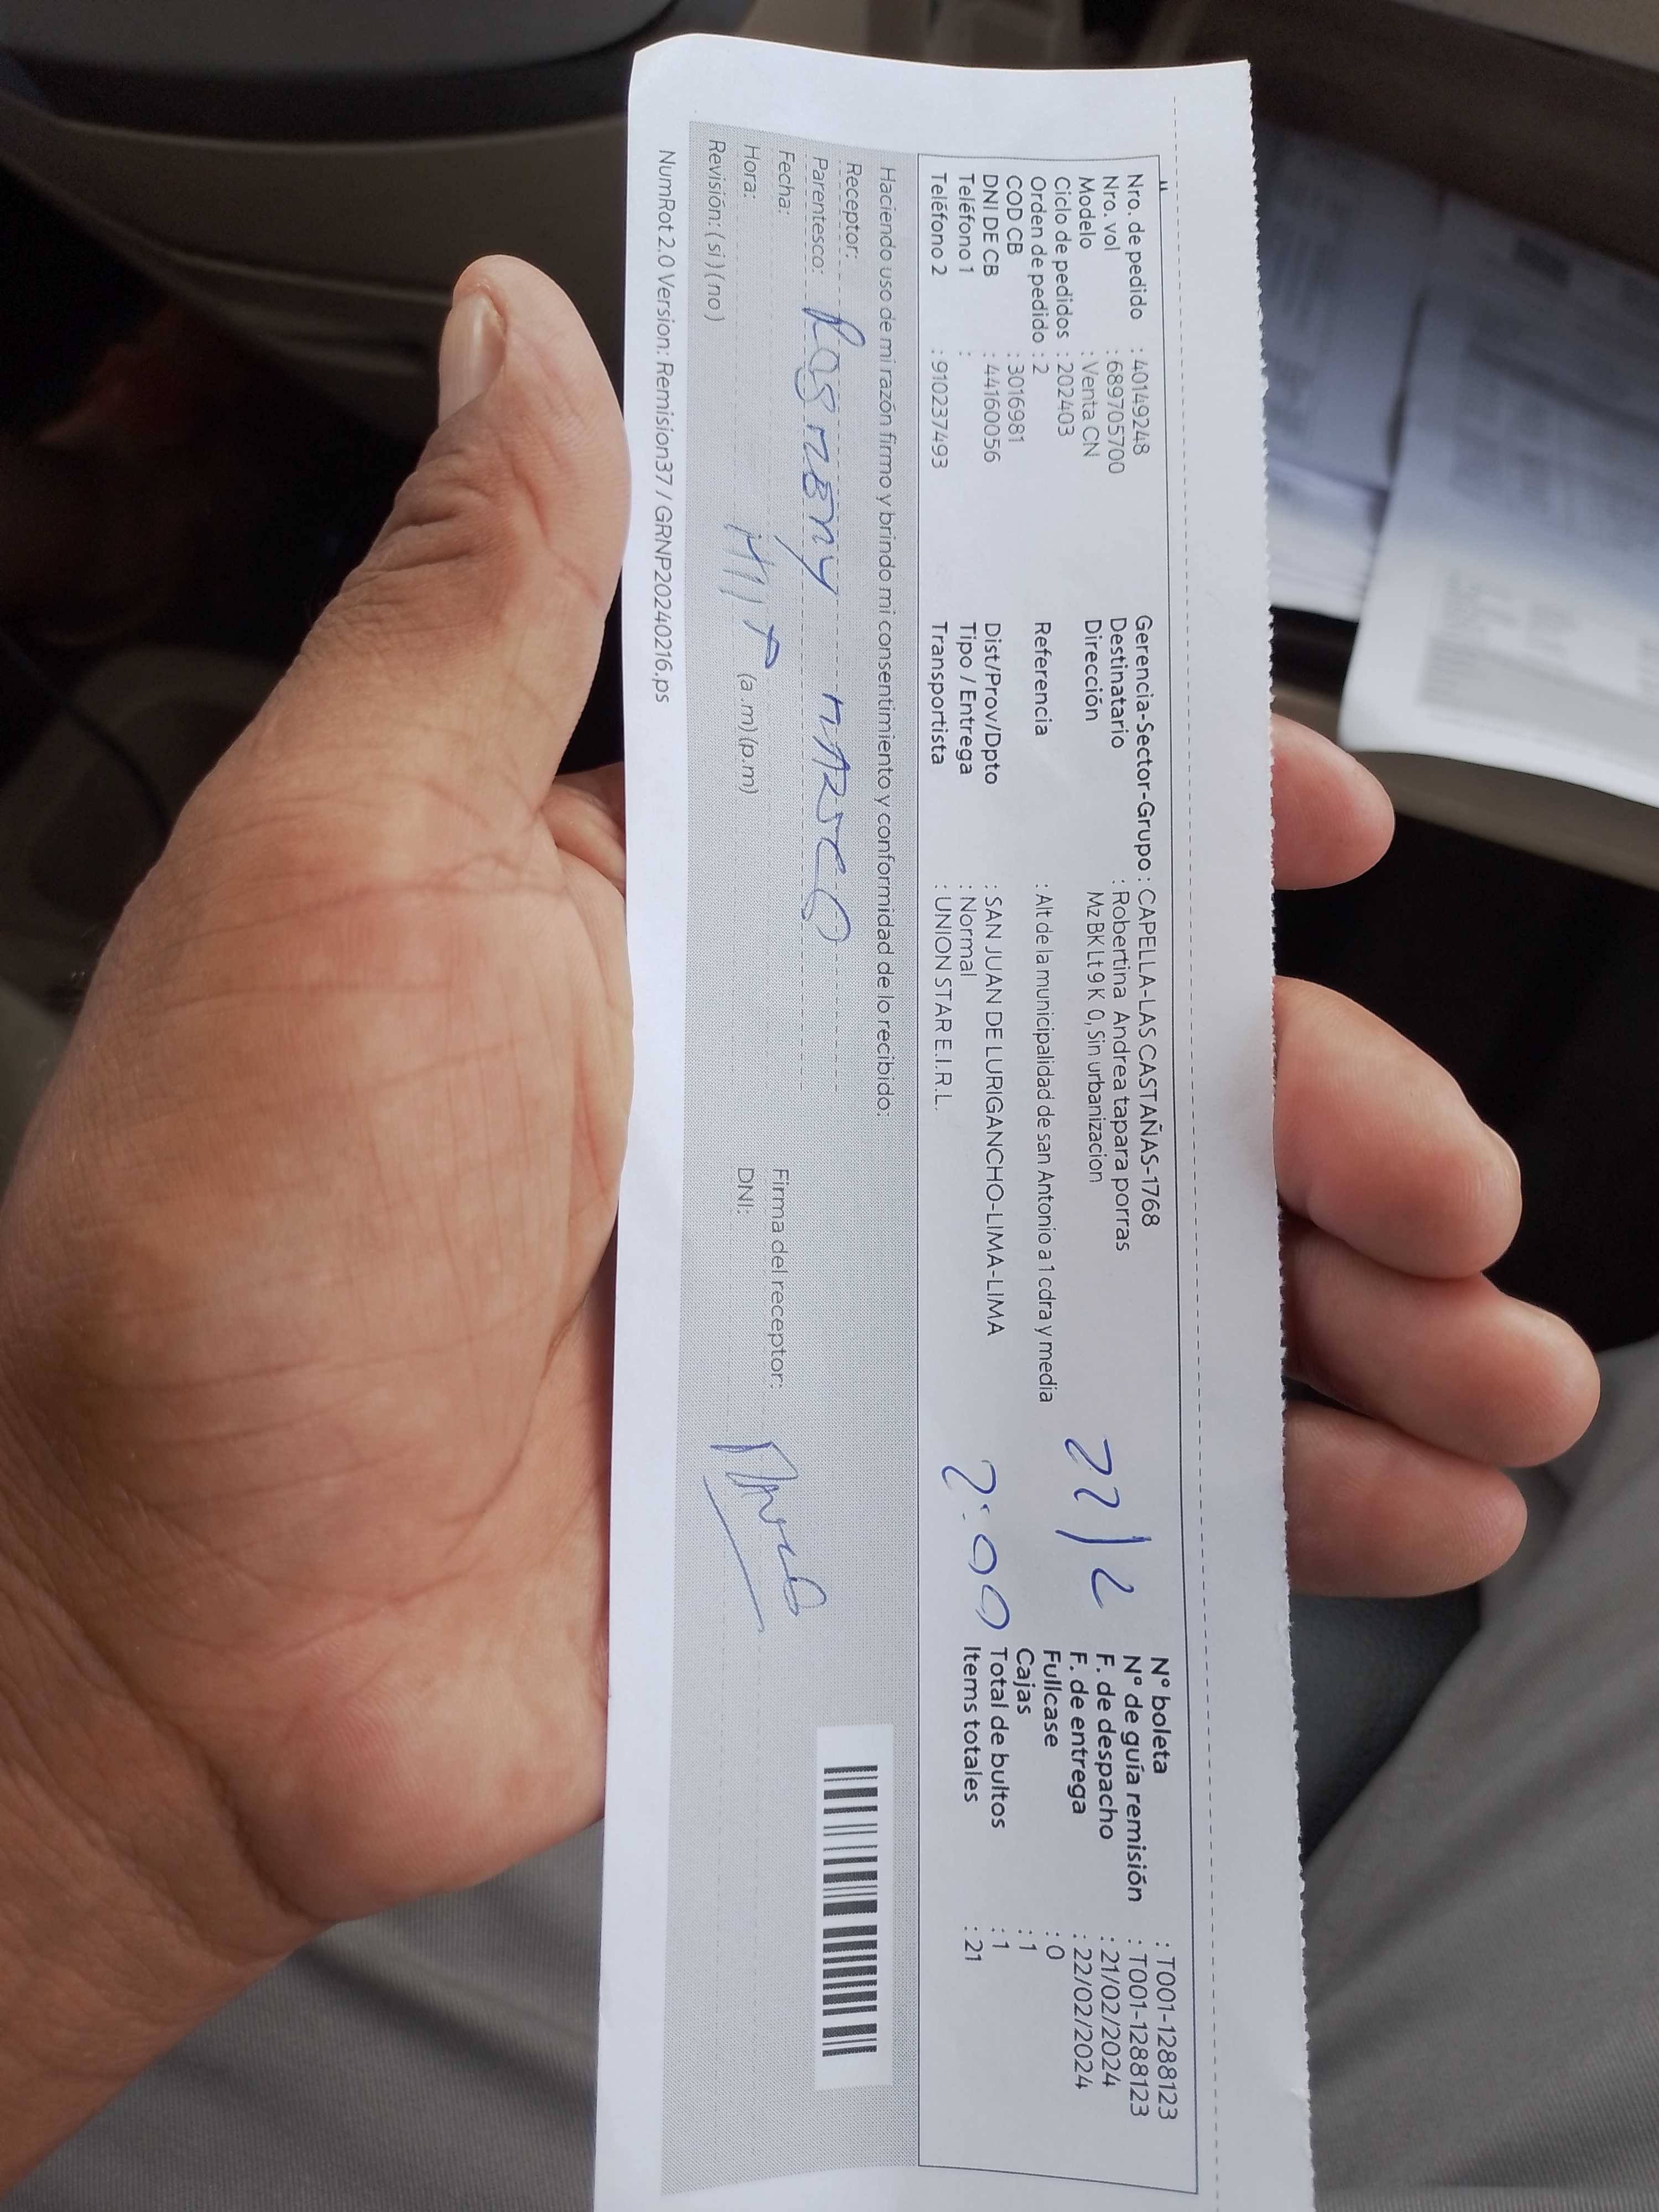 Nro. de pedido : 40149248
Nro. vol : 689705700
Modelo : Venta CN
Ciclo de pedidos : 202403
Orden de pedido : 2
COD CB : 3016981
DNI DE CB : 44160056
Teléfono 1 :
Teléfono 2 : 910237493
Gerencia-Sector-Grupo : CAPELLA-LAS CASTAÑAS-1768
Destinatario : Robertina Andrea tapara porras
Dirección Mz BK Lt 9 K 0, Sin urbanizacion
Referencia : Alt de la municipalidad de san Antonio a 1 cdra y media
Dist/Prov/Dpto : SAN JUAN DE LURIGANCHO-LIMA-LIMA
Tipo / Entrega : Normal
Transportista : UNION STAR E.I.R.L.
22/2
2:00
N° boleta : T001-1288123
N° de guía remisión : T001-1288123
F. de despacho : 21/02/2024
F. de entrega : 22/02/2024
Fullcase : 0
Cajas : 1
Total de bultos : 1
Items totales : 21
Haciendo uso de mi razón firmo y brindo mi consentimiento y conformidad de lo recibido:
Receptor:
Parentesco:
Fecha:
Hora: (a.m) (p.m)
Revisión: ( si ) ( no )
Firma del receptor:
DNI:
NumRot 2.0 Version: Remision37 / GRNP20240216.ps